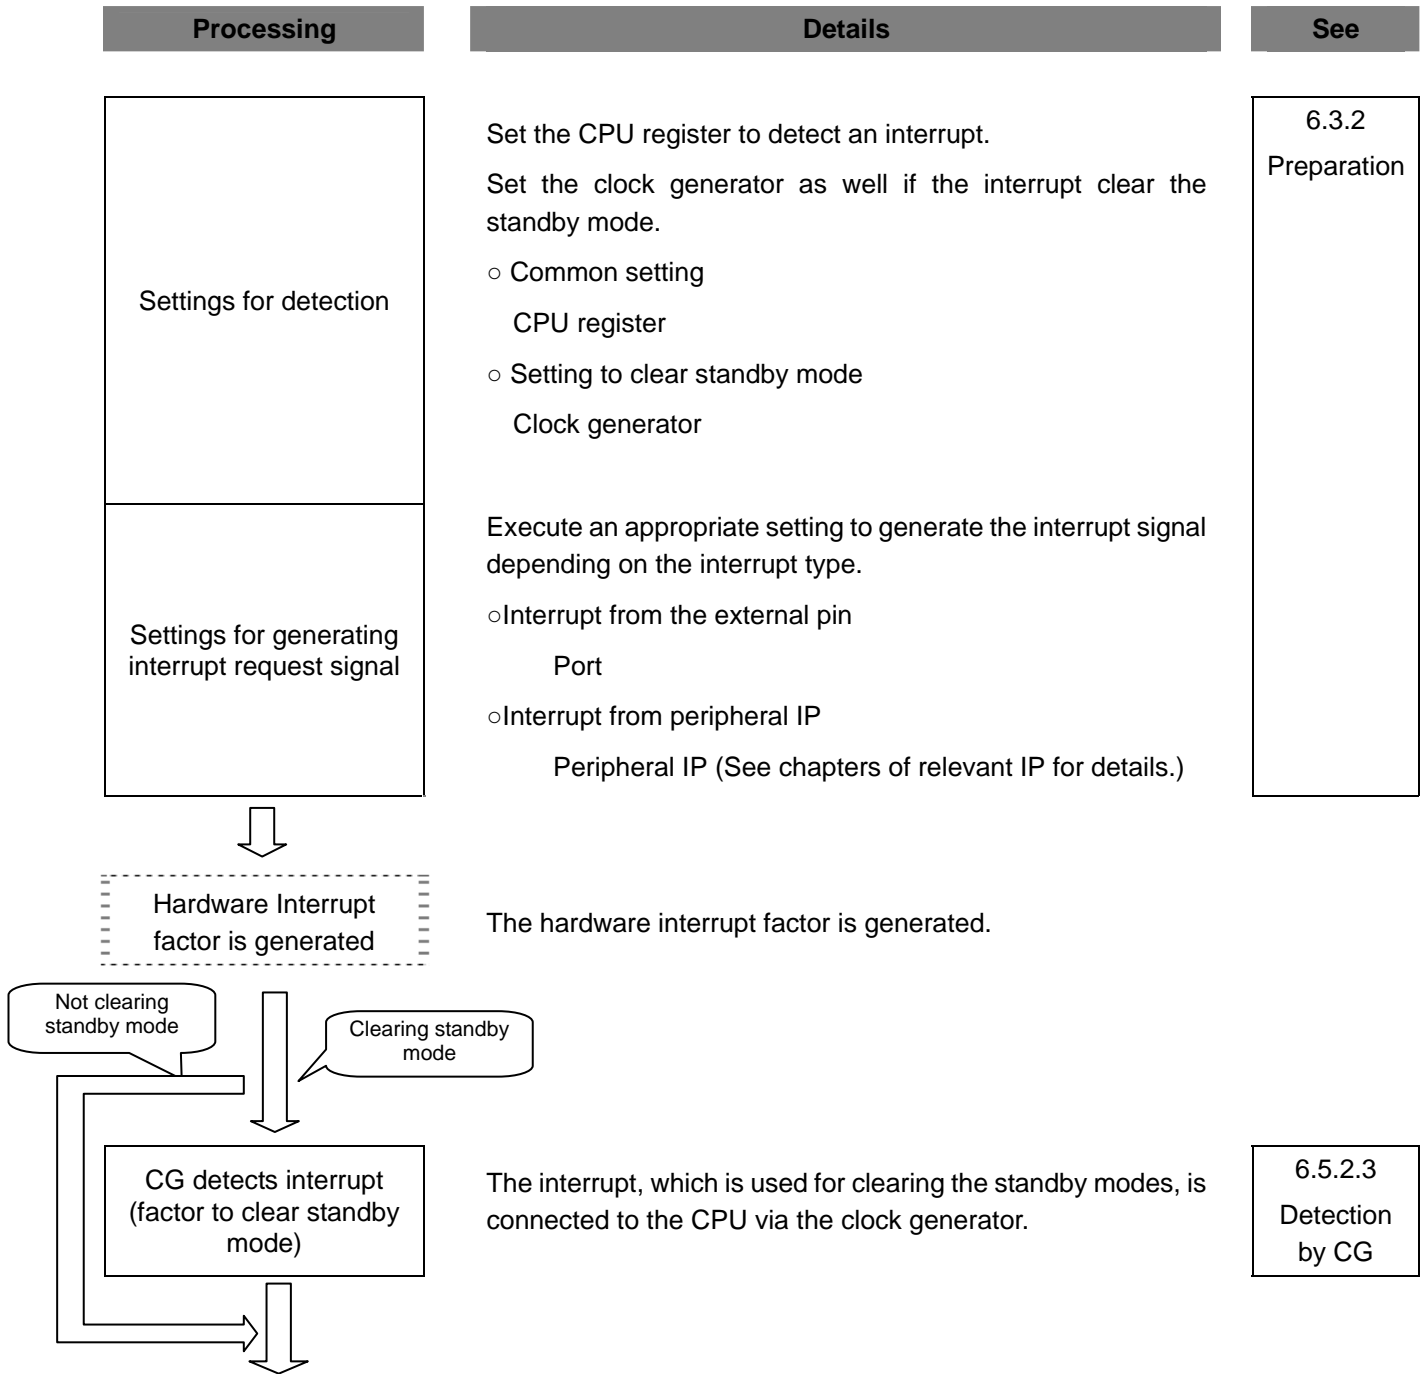 Processing
Details
See
Settings for detection
Set the CPU register to detect an interrupt.
Set the clock generator as well if the interrupt clear the
standby mode.
○ Common setting
CPU register
○ Setting to clear standby mode
Clock generator
6.3.2
Preparation
Settings for generating
interrupt request signal
Execute an appropriate setting to generate the interrupt signal
depending on the interrupt type.
○Interrupt from the external pin
Port
○Interrupt from peripheral IP
Peripheral IP (See chapters of relevant IP for details.)
Hardware Interrupt
factor is generated
The hardware interrupt factor is generated.
Not clearing
standby mode
Clearing standby
mode
CG detects interrupt
(factor to clear standby
mode)
The interrupt, which is used for clearing the standby modes, is
connected to the CPU via the clock generator.
6.5.2.3
Detection
by CG